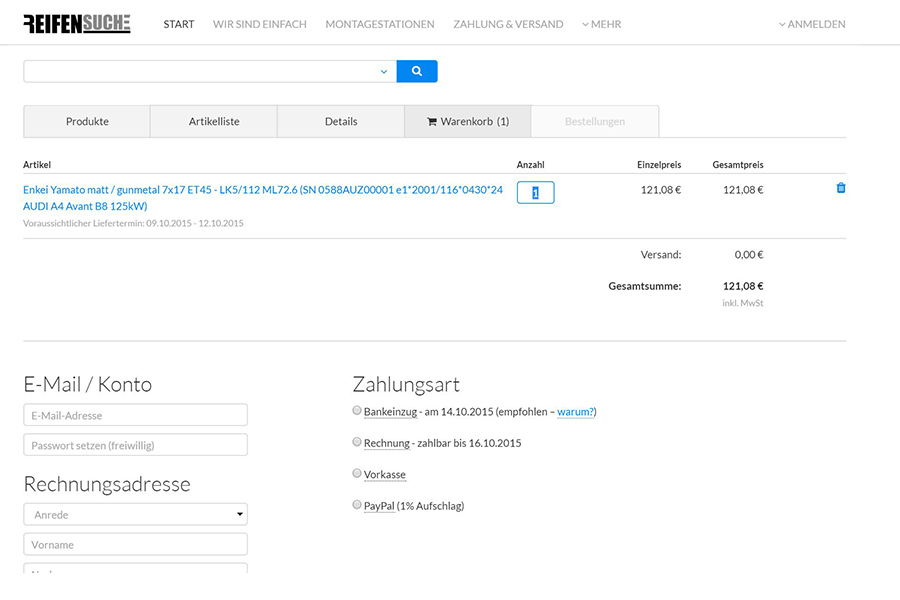 REIFENSUCHE START WIR SIND EINFACH MONTAGESTATIONEN ZAHLUNG & VERSAND MEHR ANMELDEN
Produkte Artikelliste Details Warenkorb (1) Bestellungen
Artikel Anzahl Einzelpreis Gesamtpreis
Enkei Yamato matt / gunmetal 7x17 ET45 - LK5/112 ML72.6 (SN 0588AUZ00001 e1*2001/116*0430*24 1 121,08 € 121,08 €
AUDI A4 Avant B8 125kW)
Voraussichtlicher Liefertermin: 09.10.2015 - 12.10.2015
Versand: 0,00 €
Gesamtsumme: 121,08 €
inkl. MwSt
E-Mail / Konto
E-Mail-Adresse
Passwort setzen (freiwillig)
Rechnungsadresse
Anrede
Vorname
Zahlungsart
Bankeinzug - am 14.10.2015 (empfohlen – warum?)
Rechnung - zahlbar bis 16.10.2015
Vorkasse
PayPal (1% Aufschlag)